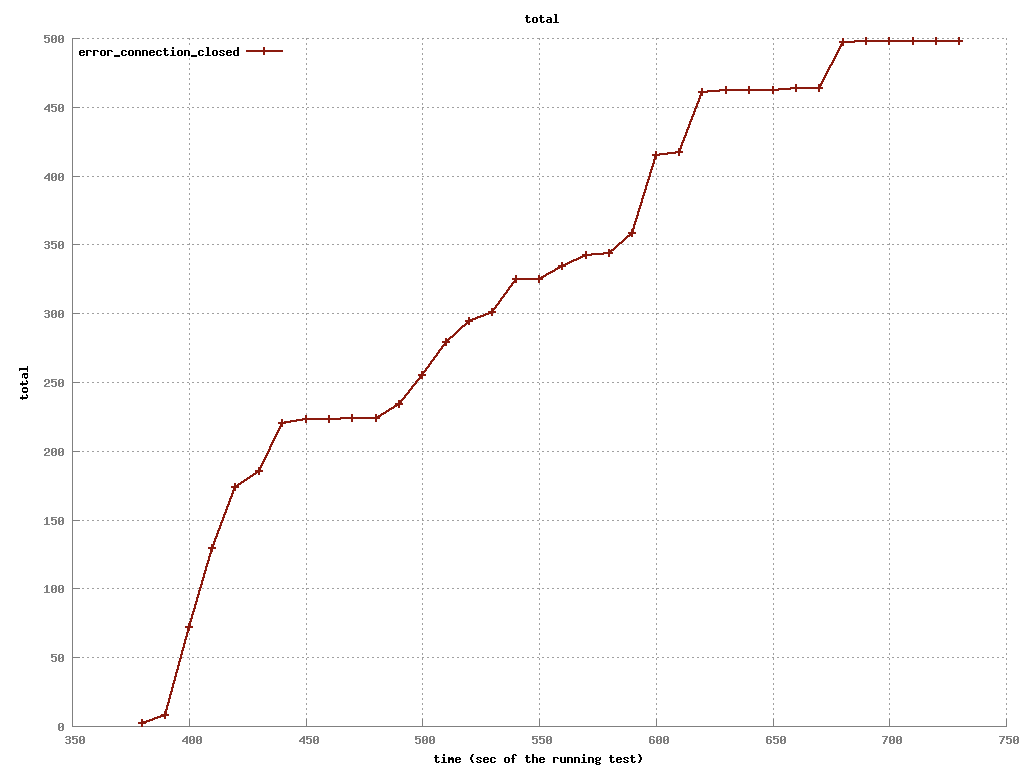 total
error_connection_closed
500
450
400
350
300
250
200
150
100
50
0
total
350 400 450 500 550 600 650 700 750
time (sec of the running test)